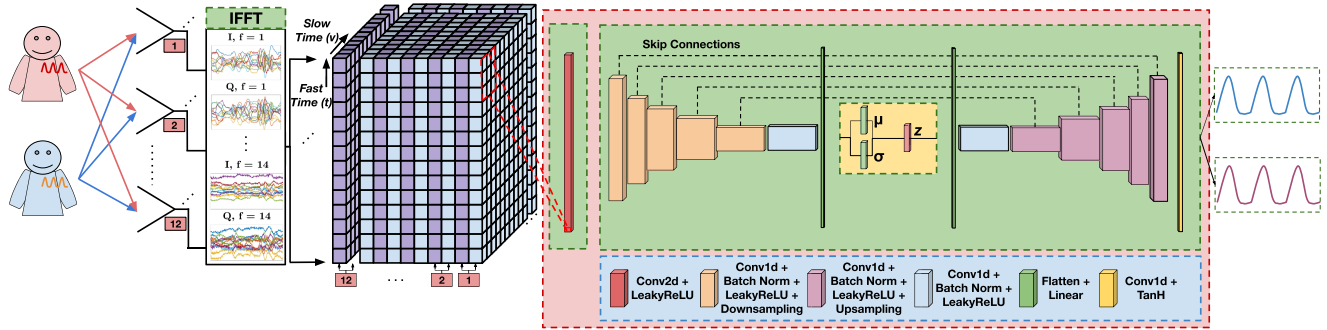 IFFT
I, f = 1
Q, f = 1
I, f = 14
Q, f = 14
1
2
12
Slow
Time (v)
Fast
Time (t)
12
2
1
Skip Connections
μ
σ
z
Conv2d +
LeakyReLU
Conv1d +
Batch Norm +
LeakyReLU +
Downsampling
Conv1d +
Batch Norm +
LeakyReLU +
Upsampling
Conv1d +
Batch Norm +
LeakyReLU
Flatten +
Linear
Conv1d +
TanH